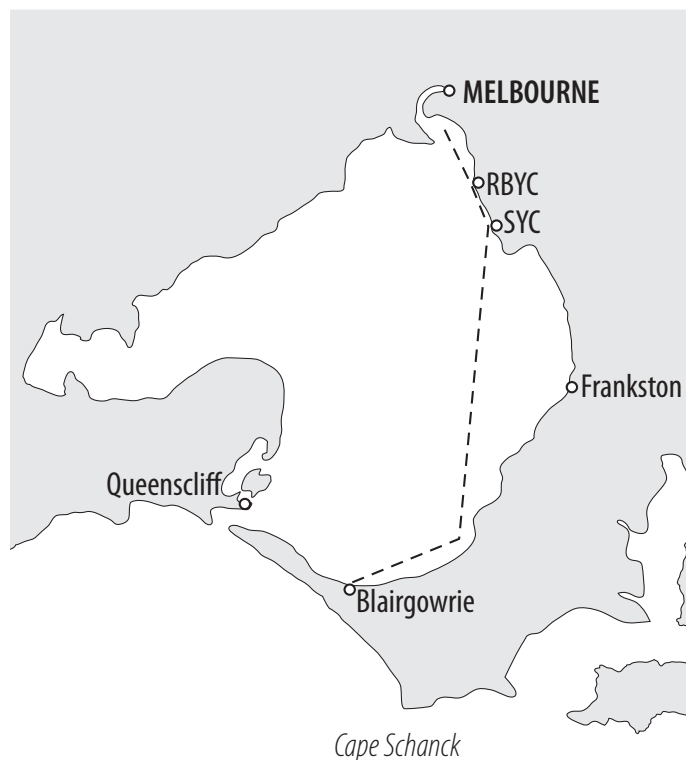 MELBOURNE
RBYC
SYC
Frankston
Queenscliff
Blairgowrie
Cape Schanck